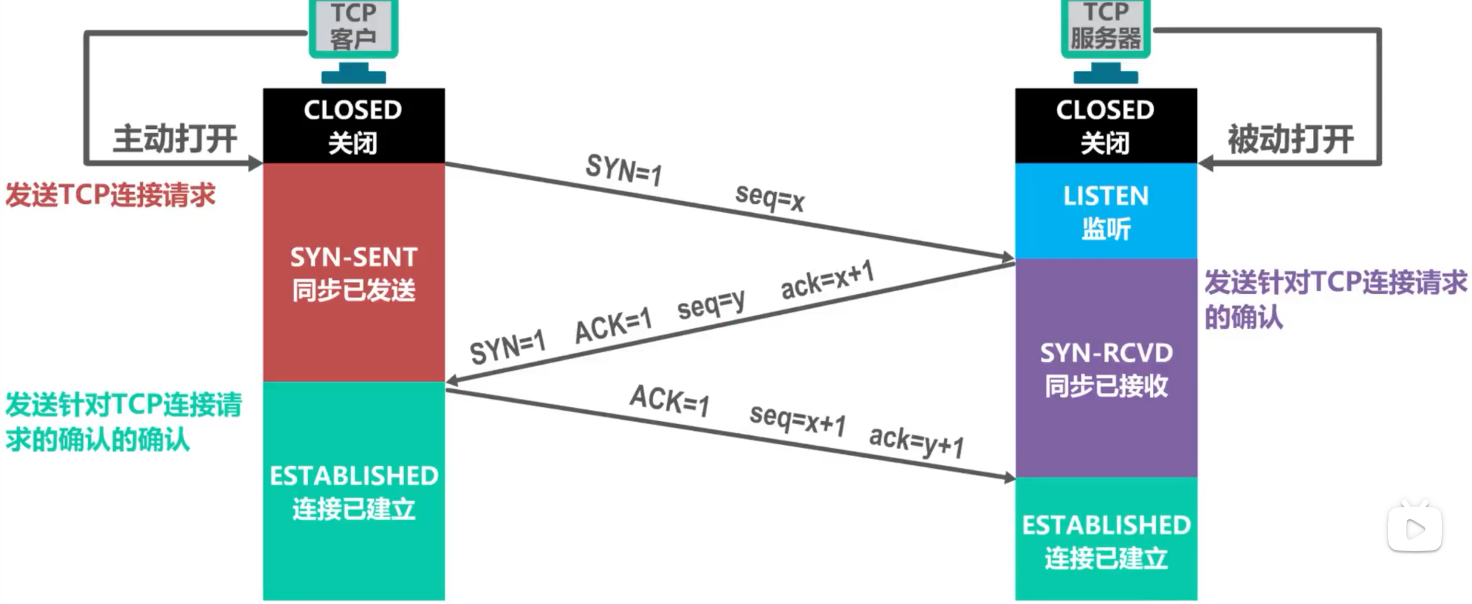 TCP
客户
TCP
服务器
CLOSED
关闭
CLOSED
关闭
主动打开
被动打开
发送TCP连接请求
SYN=1 seq=x
LISTEN
监听
SYN-SENT
同步已发送
SYN=1 ACK=1 seq=y ack=x+1
发送针对TCP连接请求
的确认
SYN-RCVD
同步已接收
发送针对TCP连接请
求的确认的确认
ACK=1 seq=x+1 ack=y+1
ESTABLISHED
连接已建立
ESTABLISHED
连接已建立